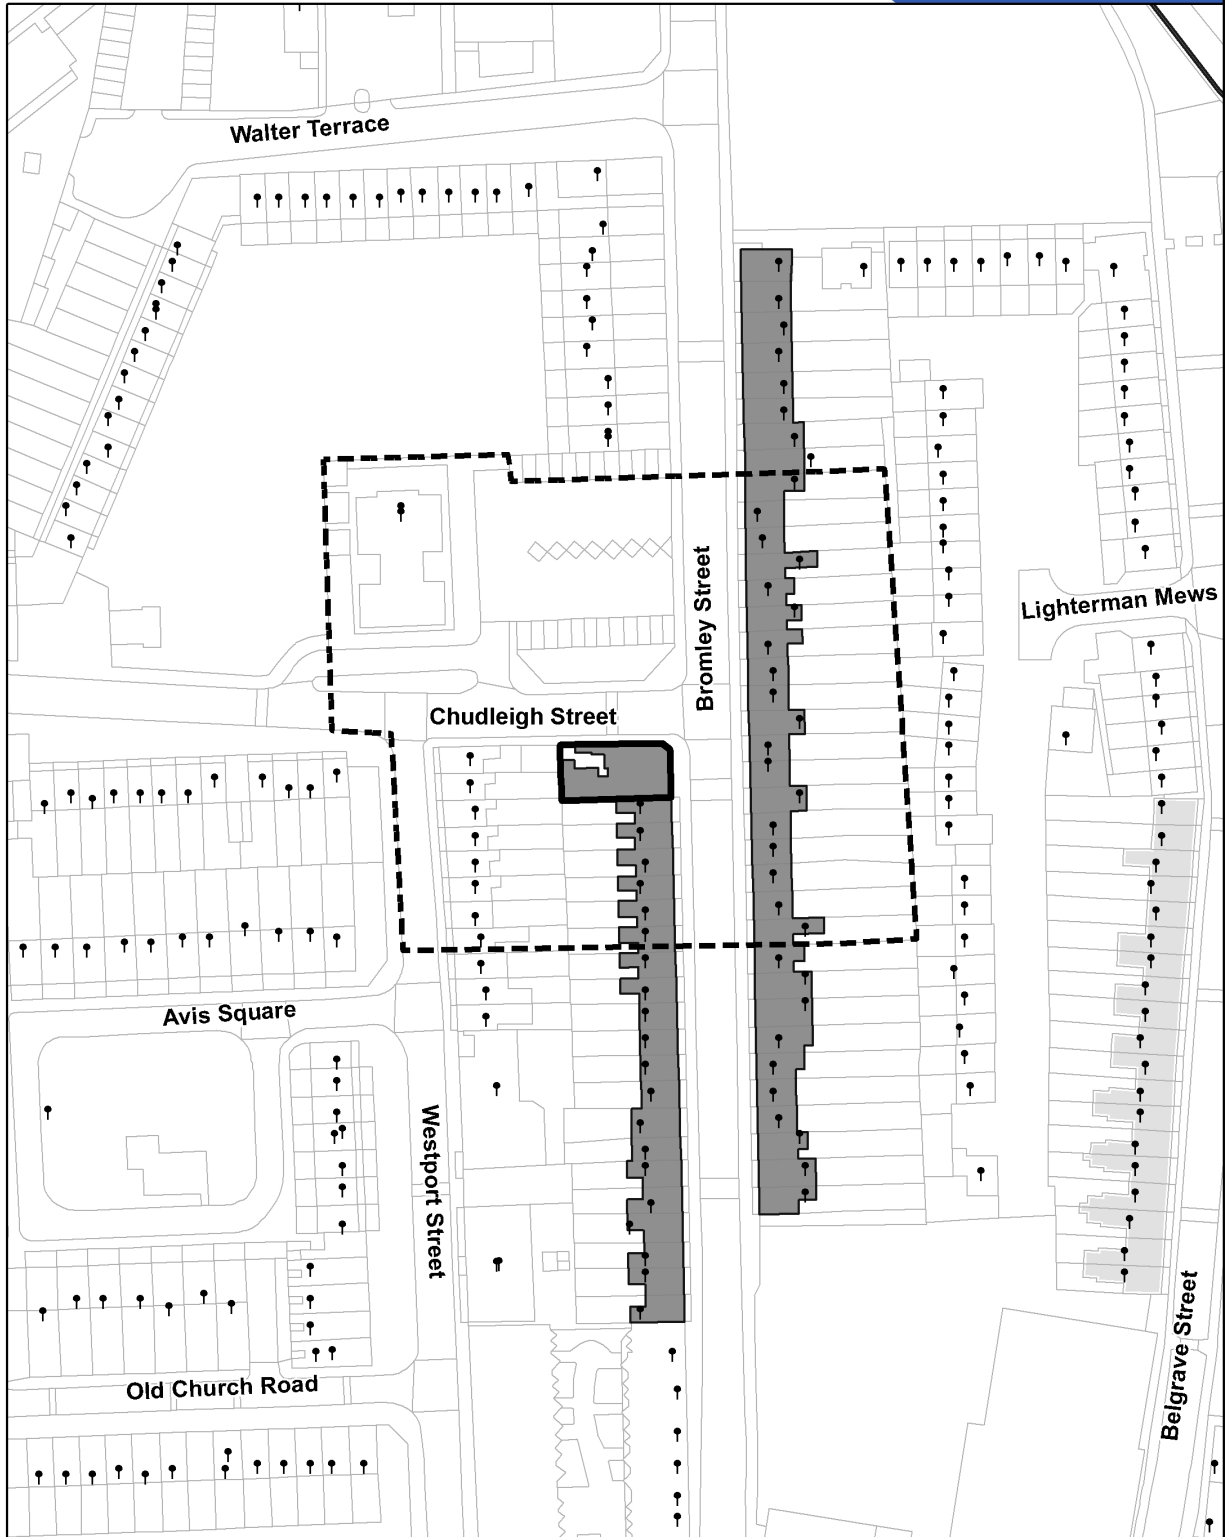 Walter Terrace
Bromley Street
Lighterman Mews
Chudleigh Street
Avis Square
Westport Street
Old Church Road
Belgrave Street